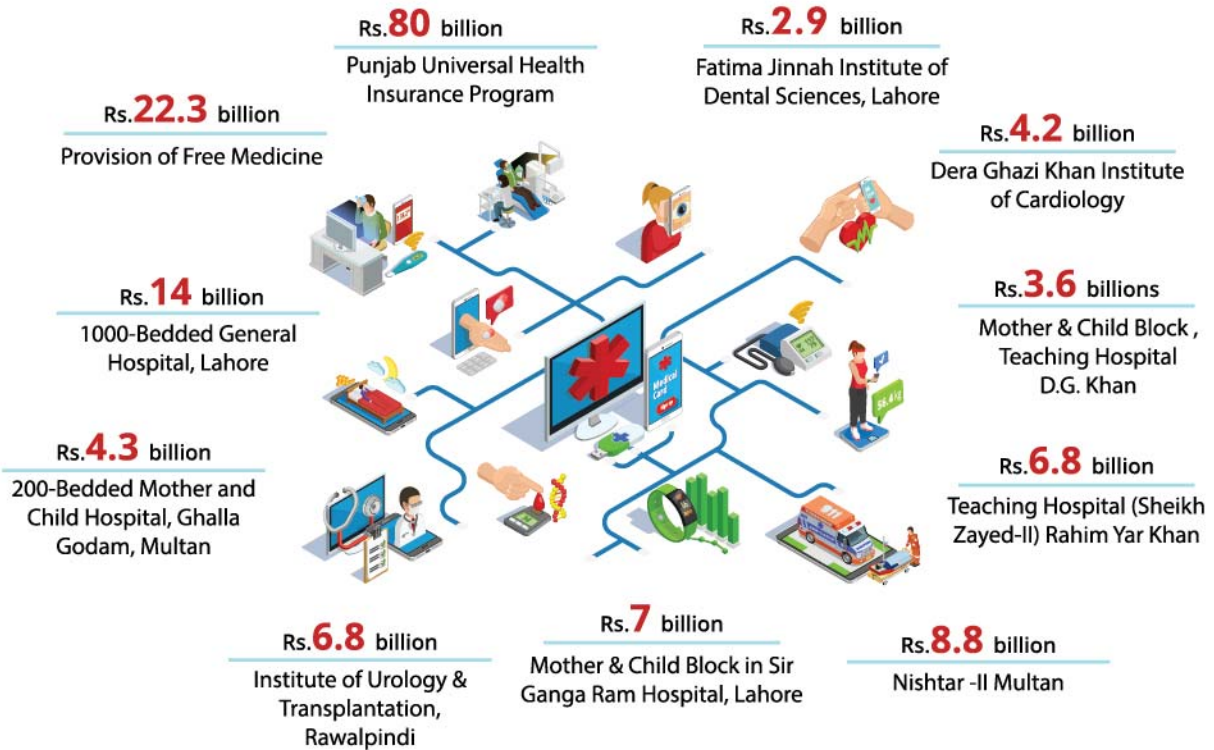 Rs.80 billion
Punjab Universal Health
Insurance Program
Rs.2.9 billion
Fatima Jinnah Institute of
Dental Sciences, Lahore
Rs.22.3 billion
Provision of Free Medicine
Rs.4.2 billion
Dera Ghazi Khan Institute
of Cardiology
Rs.14 billion
1000-Bedded General
Hospital, Lahore
Rs.3.6 billions
Mother & Child Block ,
Teaching Hospital
D.G. Khan
Medical
Card
Rs.4.3 billion
200-Bedded Mother and
Child Hospital, Ghalla
Godam, Multan
Rs.6.8 billion
Teaching Hospital (Sheikh
Zayed-II) Rahim Yar Khan
911
Rs.6.8 billion
Institute of Urology &
Transplantation,
Rawalpindi
Rs.7 billion
Mother & Child Block in Sir
Ganga Ram Hospital, Lahore
Rs.8.8 billion
Nishtar -II Multan